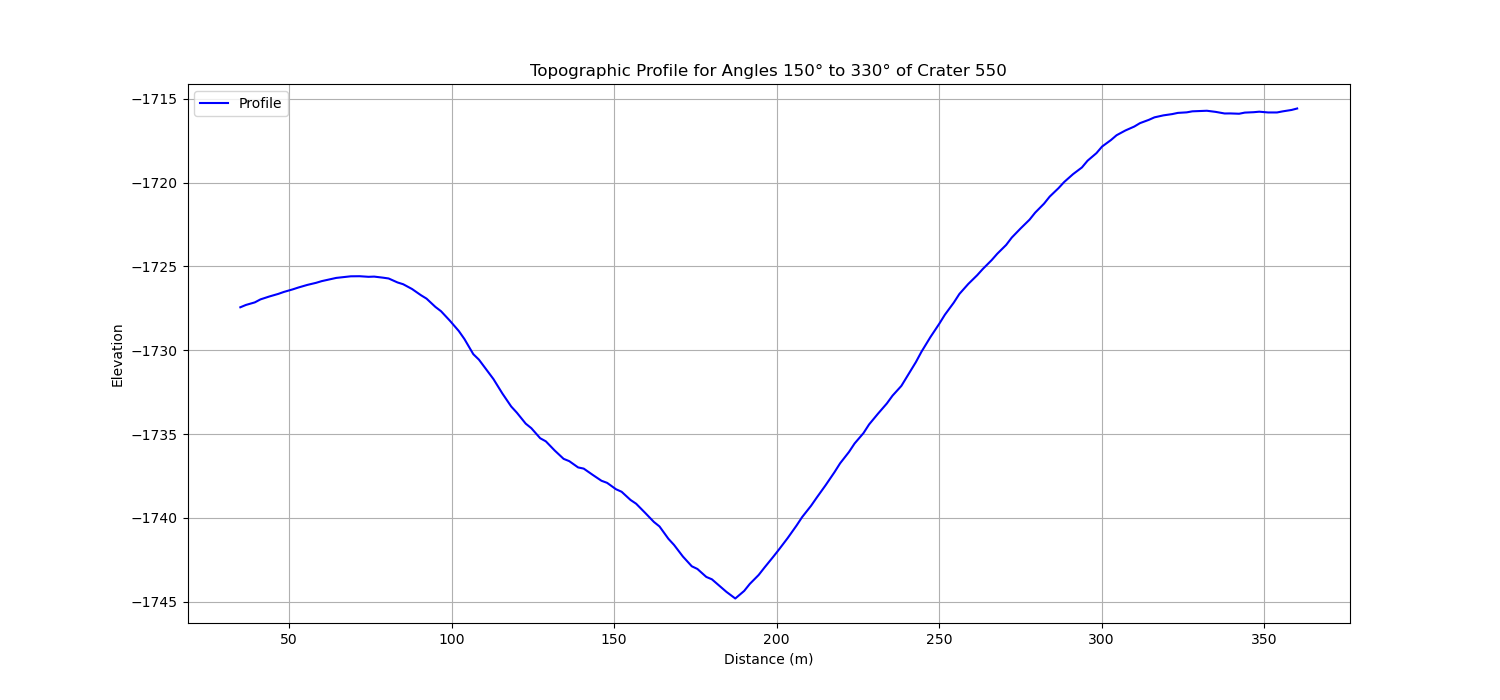 Topographic Profile for Angles 150° to 330° of Crater 550
Profile
−1715
−1720
−1725
−1730
−1735
−1740
−1745
Elevation
50 100 150 200 250 300 350
Distance (m)